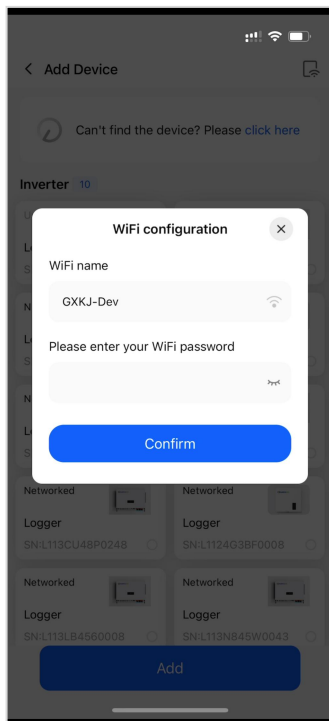 Add Device
Can't find the device? Please click here
Inverter 10
WiFi configuration
WiFi name
GXKJ-Dev
Please enter your WiFi password
Confirm
Networked
Networked
Logger
Logger
SN:L113CU48P0248
SN:L1124G3BF0008
Networked
Networked
Logger
Logger
SN:L113LB4560008
SN:L113N845W0043
Add